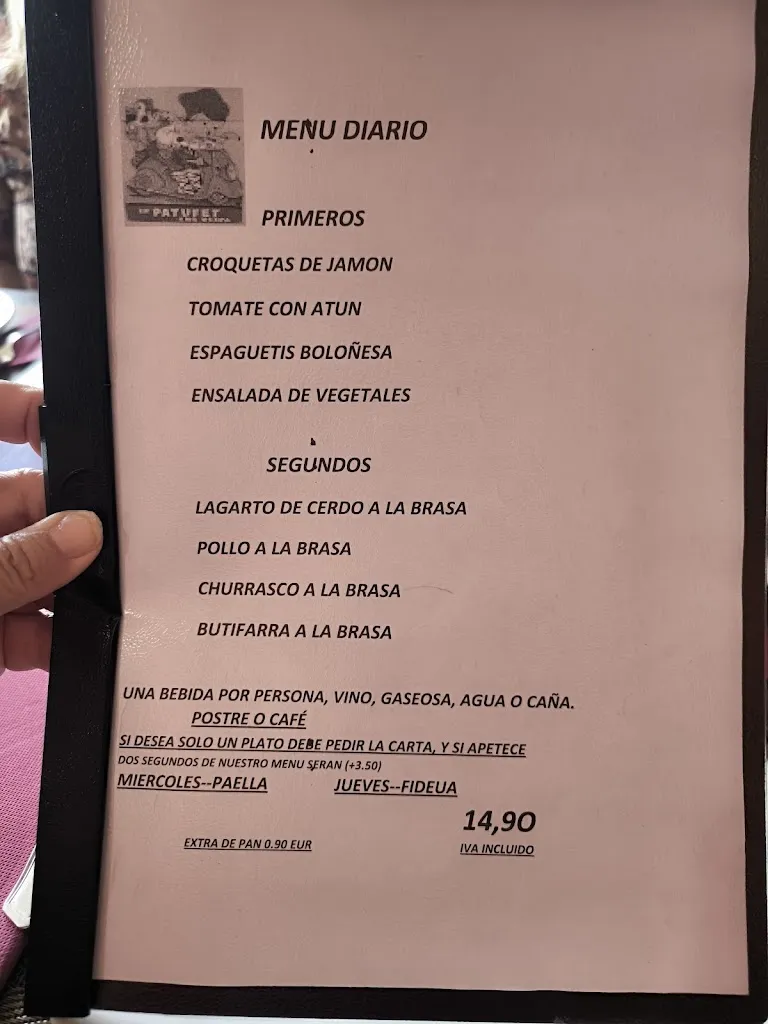 MENU DIARIO
PATUFET
PRIMEROS
CROQUETAS DE JAMON
TOMATE CON ATUN
ESPAGUETIS BOLOÑESA
ENSALADA DE VEGETALES
SEGUNDOS
LAGARTO DE CERDO A LA BRASA
POLLO A LA BRASA
CHURRASCO A LA BRASA
BUTIFARRA A LA BRASA
UNA BEBIDA POR PERSONA, VINO, GASEOSA, AGUA O CAÑA.
POSTRE O CAFÉ
SI DESEA SOLO UN PLATO DEBE PEDIR LA CARTA, Y SI APETECE
DOS SEGUNDOS DE NUESTRO MENU SERAN (+3.50)
MIERCOLES--PAELLA JUEVES--FIDEUA
14,90
EXTRA DE PAN 0.90 EUR IVA INCLUIDO